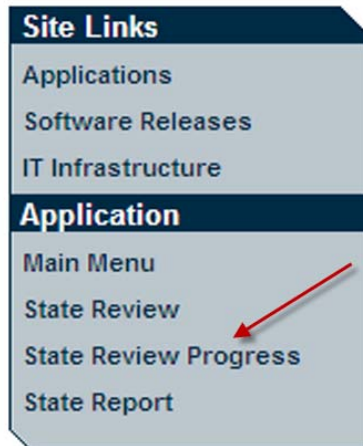 Site Links
Applications
Software Releases
IT Infrastructure
Application
Main Menu
State Review
State Review Progress
State Report